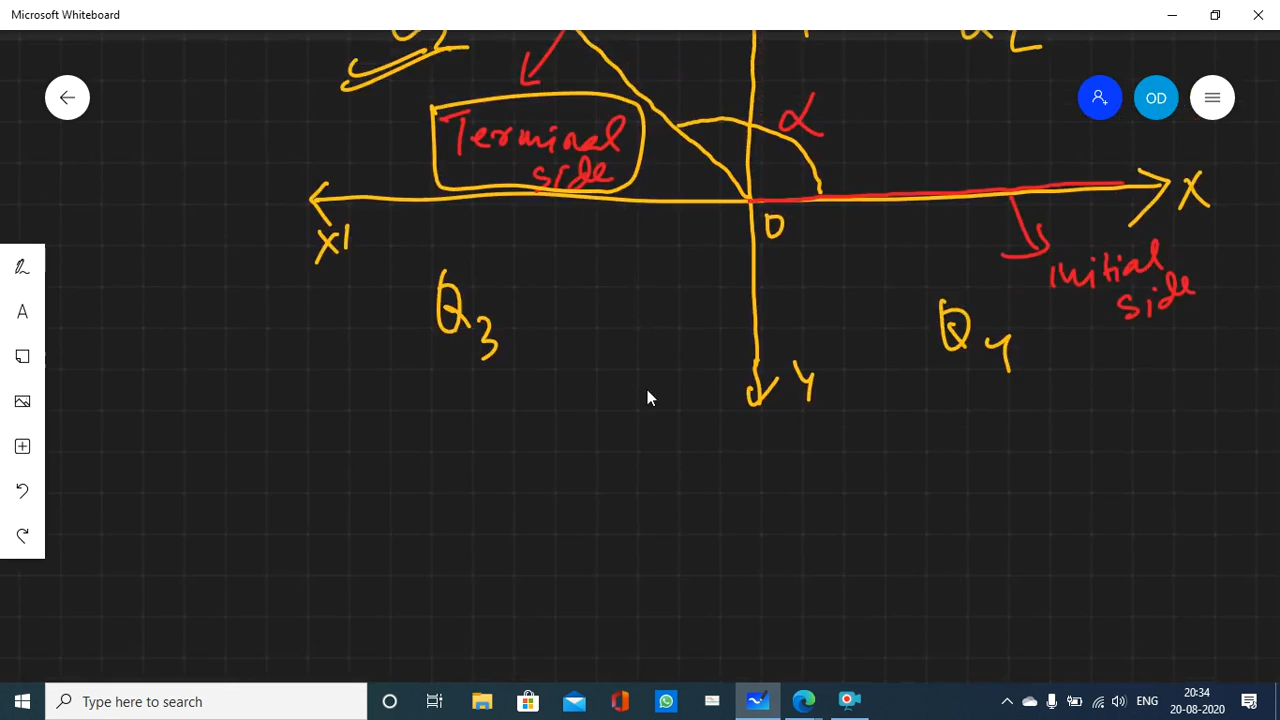 Microsoft Whiteboard
OD
α
Terminal
side
X
X'
O
Initial
side
Q3
Q4
Y
A
Type here to search
ENG
20:34
20-08-2020